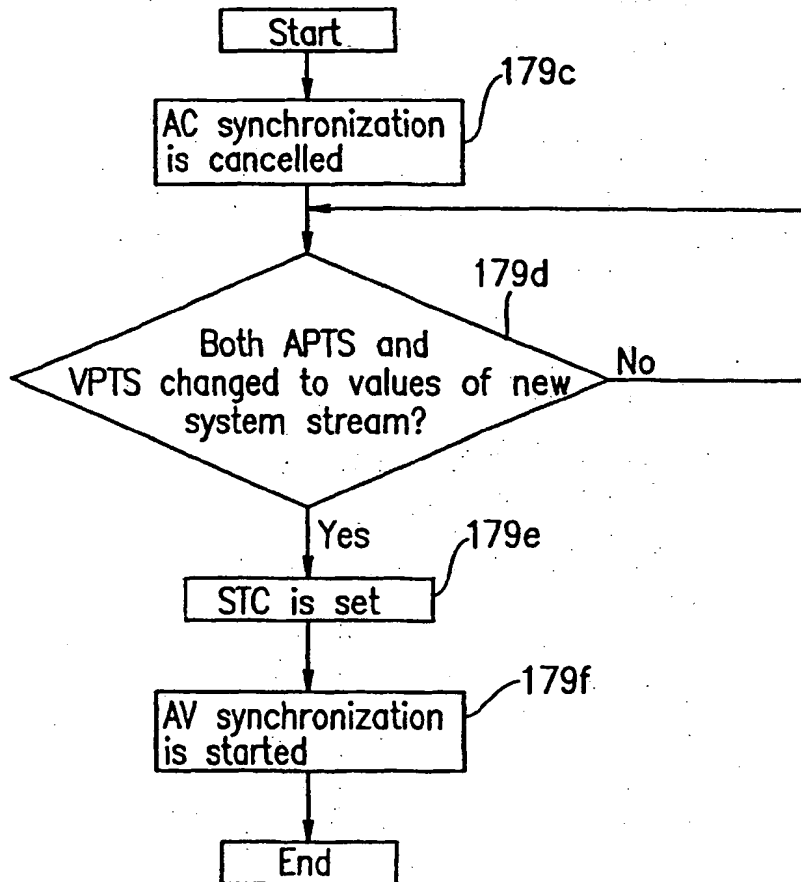 Start
179c
AC synchronization
is cancelled
179d
Both APTS and
VPTS changed to values of new
system stream?
No
Yes
179e
STC is set
179f
AV synchronization
is started
End